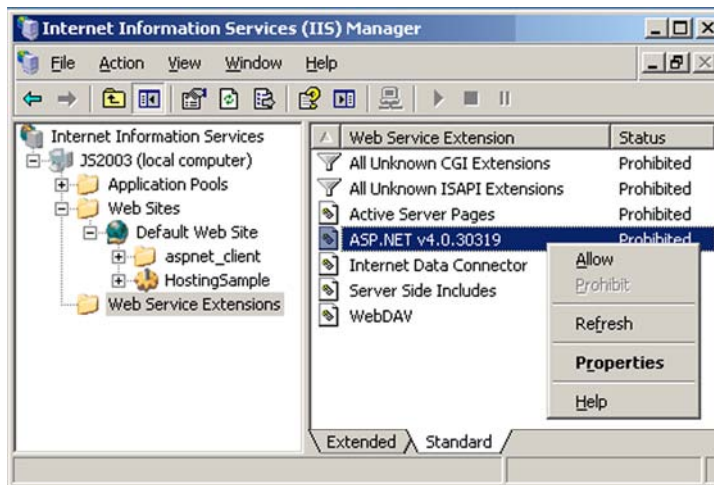 Internet Information Services (IIS) Manager
File Action View Window Help
Internet Information Services
JS2003 (local computer)
Application Pools
Web Sites
Default Web Site
aspnet_client
HostingSample
Web Service Extensions
Web Service Extension Status
All Unknown CGI Extensions Prohibited
All Unknown ISAPI Extensions Prohibited
Active Server Pages Prohibited
ASP.NET v4.0.30319 Prohibited
Internet Data Connector
Server Side Includes
WebDAV
Allow
Prohibit
Refresh
Properties
Help
Extended Standard